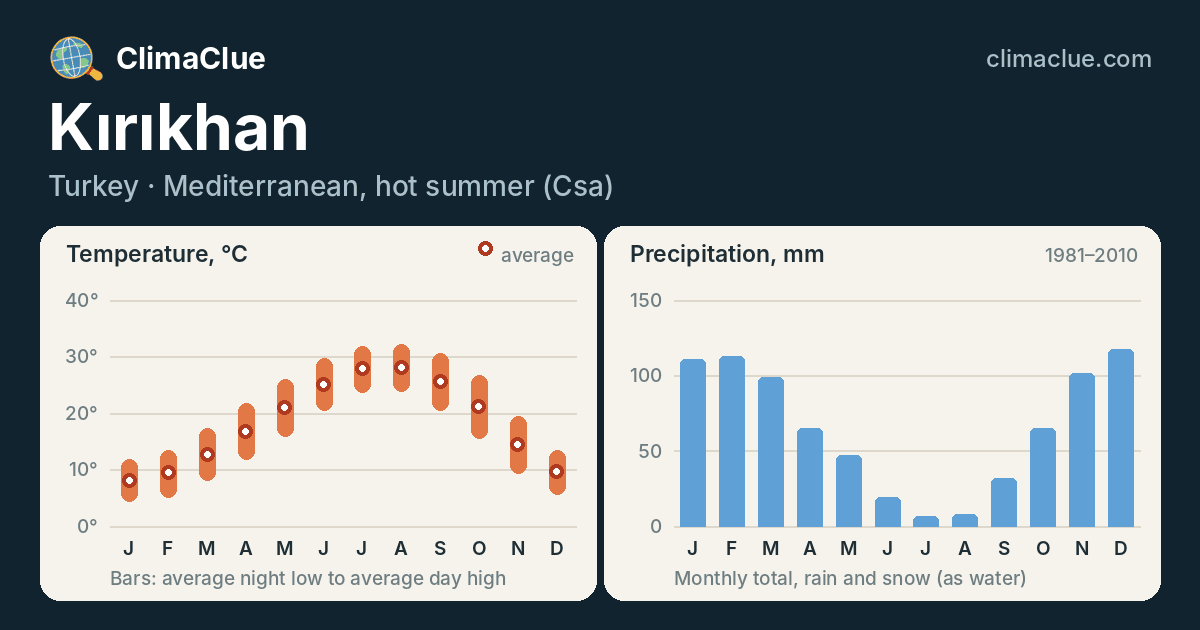 ClimaClue
climaclue.com
Kırıkhan
Turkey · Mediterranean, hot summer (Csa)
Temperature, °C
average
40°
30°
20°
10°
0°
J F M A M J J A S O N D
Bars: average night low to average day high
Precipitation, mm
1981–2010
150
100
50
0
J F M A M J J A S O N D
Monthly total, rain and snow (as water)